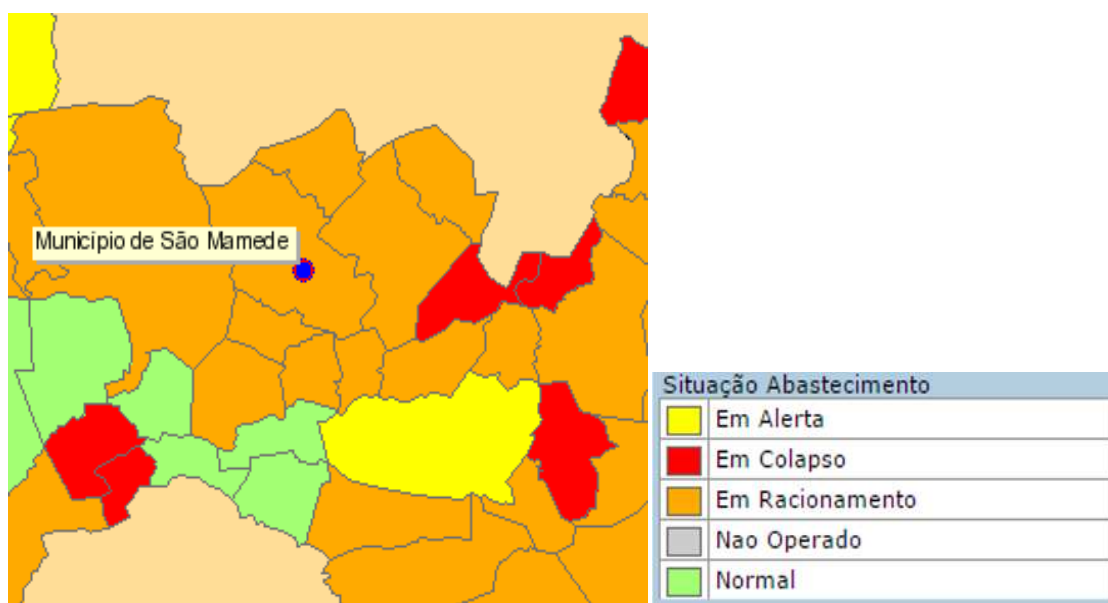 Município de São Mamede
Situação Abastecimento
Em Alerta
Em Colapso
Em Racionamento
Nao Operado
Normal